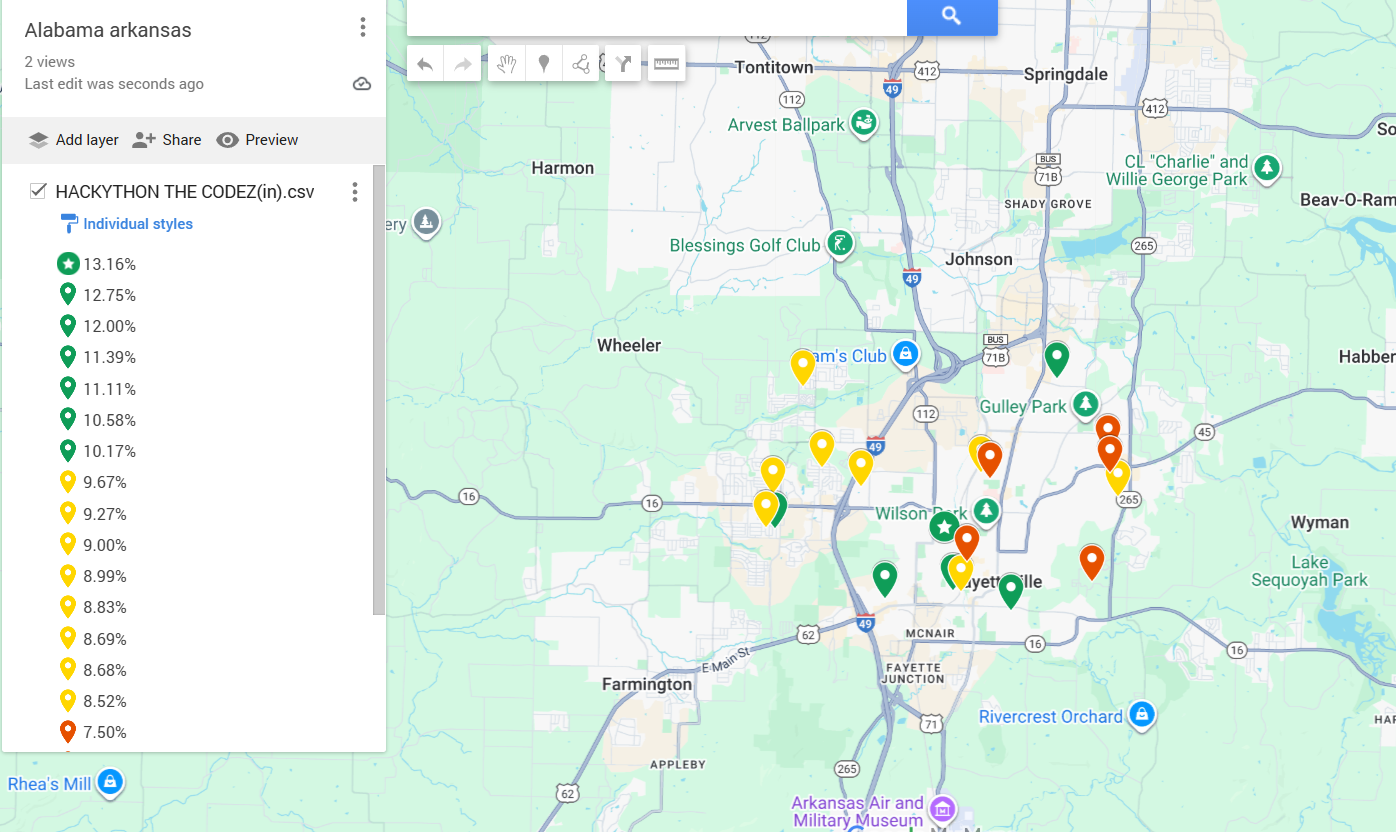 Alabama arkansas
2 views
Last edit was seconds ago
Add layer
Share
Preview
HACKYTHON THE CODEZ(in).csv
Individual styles
13.16%
12.75%
12.00%
11.39%
11.11%
10.58%
10.17%
9.67%
9.27%
9.00%
8.99%
8.83%
8.69%
8.68%
8.52%
7.50%
Rhea's Mill
412
Tontitown
412
Springdale
49
112
412
Arvest Ballpark
So
Harmon
BUS
71B
CL "Charlie" and
Willie George Park
SHADY GROVE
Beav-O-Ram
ery
Blessings Golf Club
265
Johnson
49
Wheeler
am's Club
BUS
71B
Habber
112
Gulley Park
45
49
16
16
265
Wilson Park
Wyman
Lake
Sequoyah Park
ayetteville
49
62
MCNAIR
16
16
E Main St
FAYETTE
JUNCTION
Farmington
Rivercrest Orchard
71
HAR
APPLEBY
265
62
Arkansas Air and
Military Museum